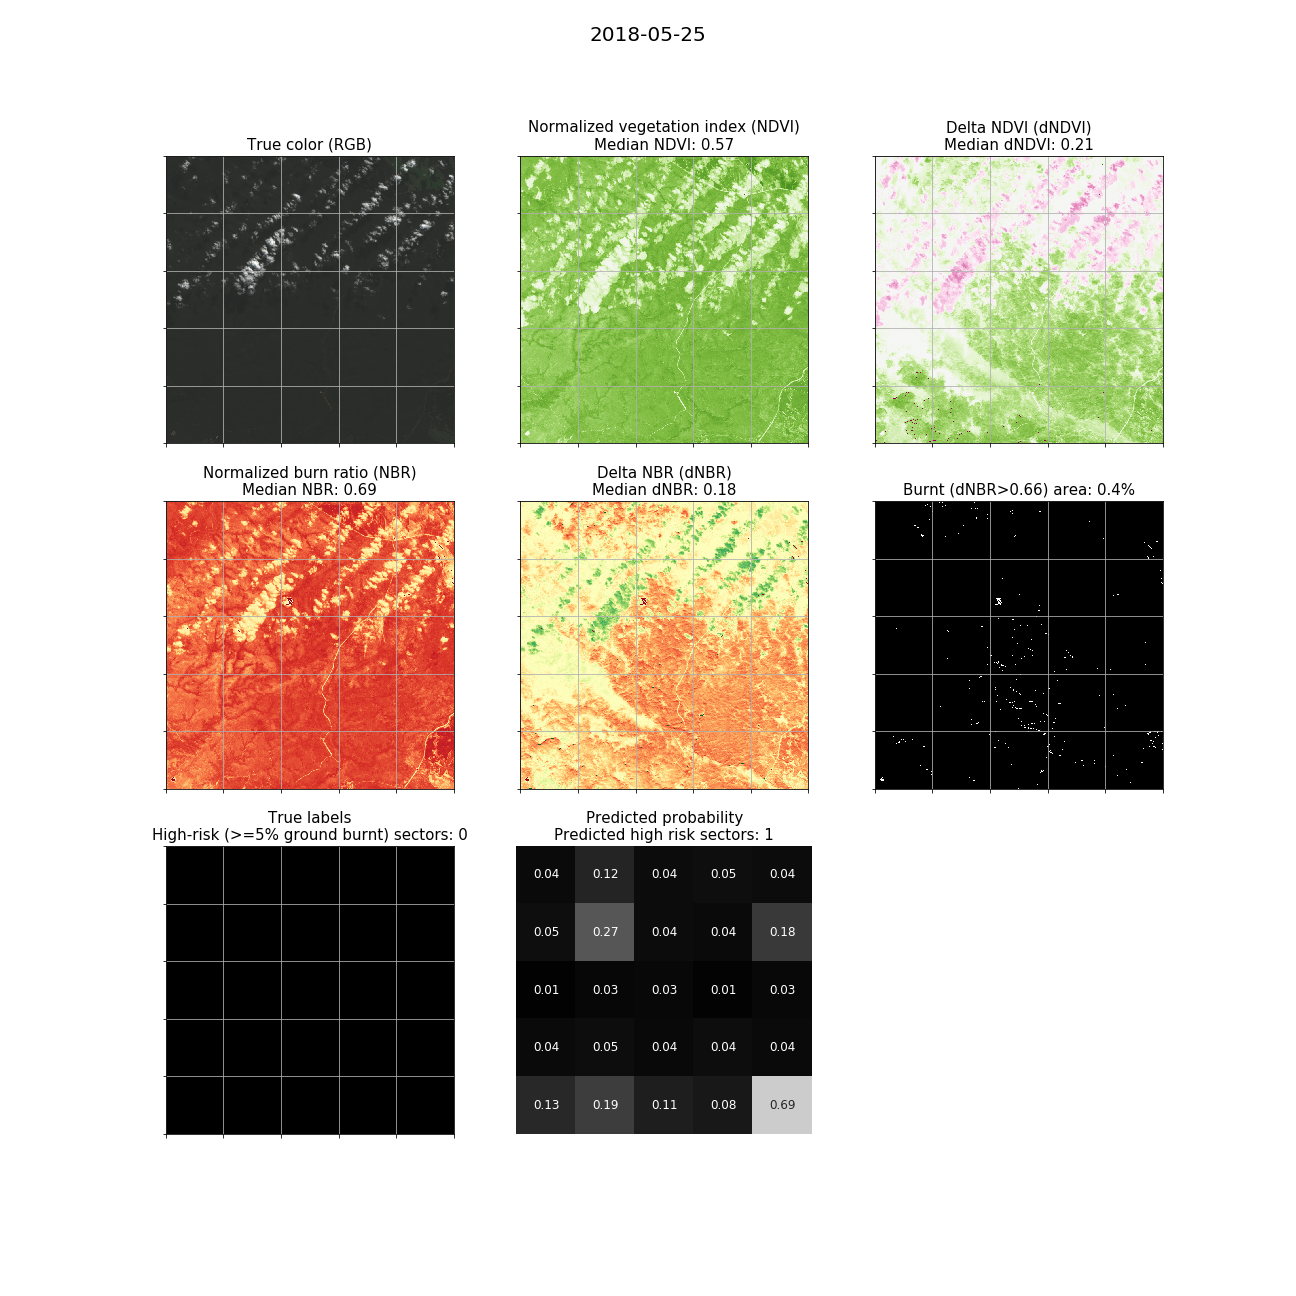 2018-05-25
True color (RGB)
Normalized vegetation index (NDVI)
Median NDVI: 0.57
Delta NDVI (dNDVI)
Median dNDVI: 0.21
Normalized burn ratio (NBR)
Median NBR: 0.69
Delta NBR (dNBR)
Median dNBR: 0.18
Burnt (dNBR>0.66) area: 0.4%
True labels
High-risk (>=5% ground burnt) sectors: 0
Predicted probability
Predicted high risk sectors: 1
0.04 0.12 0.04 0.05 0.04
0.05 0.27 0.04 0.04 0.18
0.01 0.03 0.03 0.01 0.03
0.04 0.05 0.04 0.04 0.04
0.13 0.19 0.11 0.08 0.69